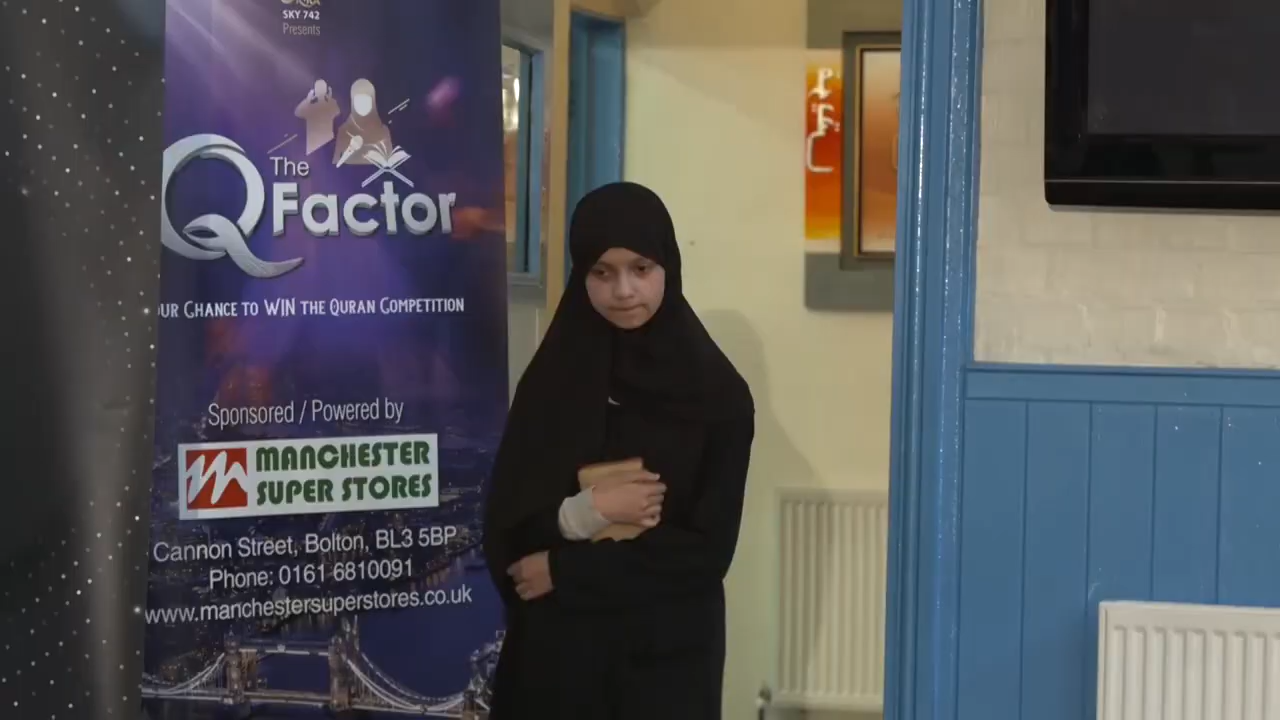 SKY 742
Presents
The
Q Factor
OUR CHANCE TO WIN THE QURAN COMPETITION
Sponsored / Powered by
MANCHESTER
SUPER STORES
Cannon Street, Bolton, BL3 5BP
Phone: 0161 6810091
www.manchestersuperstores.co.uk